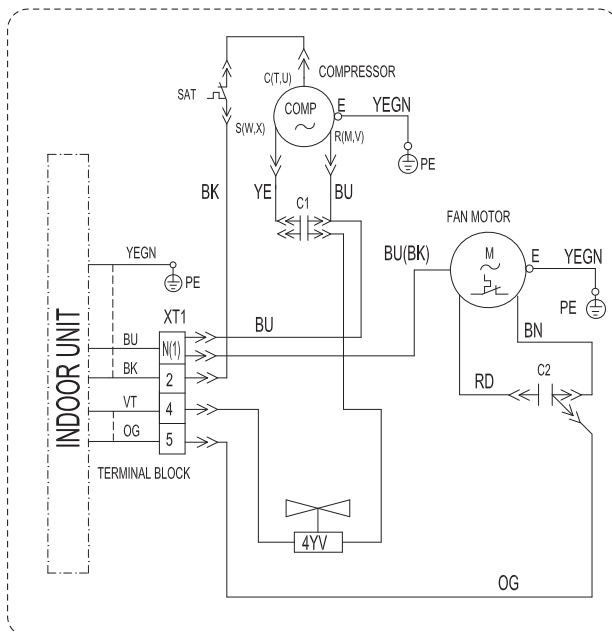 C(T,U)
COMPRESSOR
SAT
COMP
E
YEGN
S(W,X)
R(M,V)
PE
BK
YE
BU
C1
FAN MOTOR
YEGN
BU(BK)
M
E
YEGN
PE
XT1
PE
INDOOR UNIT
BU
N(1)
BU
BN
BK
2
C2
VT
4
RD
OG
5
TERMINAL BLOCK
4YV
OG